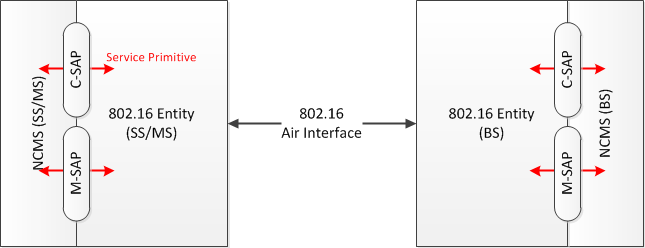 NCMS (SS/MS)
C-SAP
M-SAP
Service Primitive
802.16 Entity
(SS/MS)
802.16
Air Interface
802.16 Entity
(BS)
C-SAP
M-SAP
NCMS (BS)